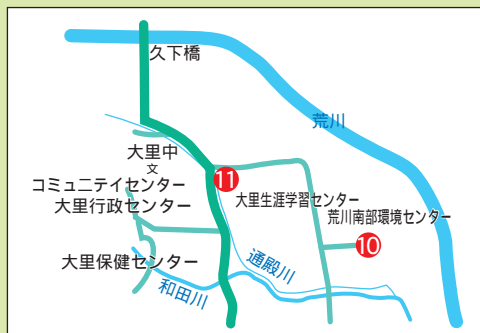 久下橋
荒川
大里中
文
コミュニテイセンター
11
大里生涯学習センター
大里行政センター
荒川南部環境センター
10
大里保健センター
通殿川
和田川